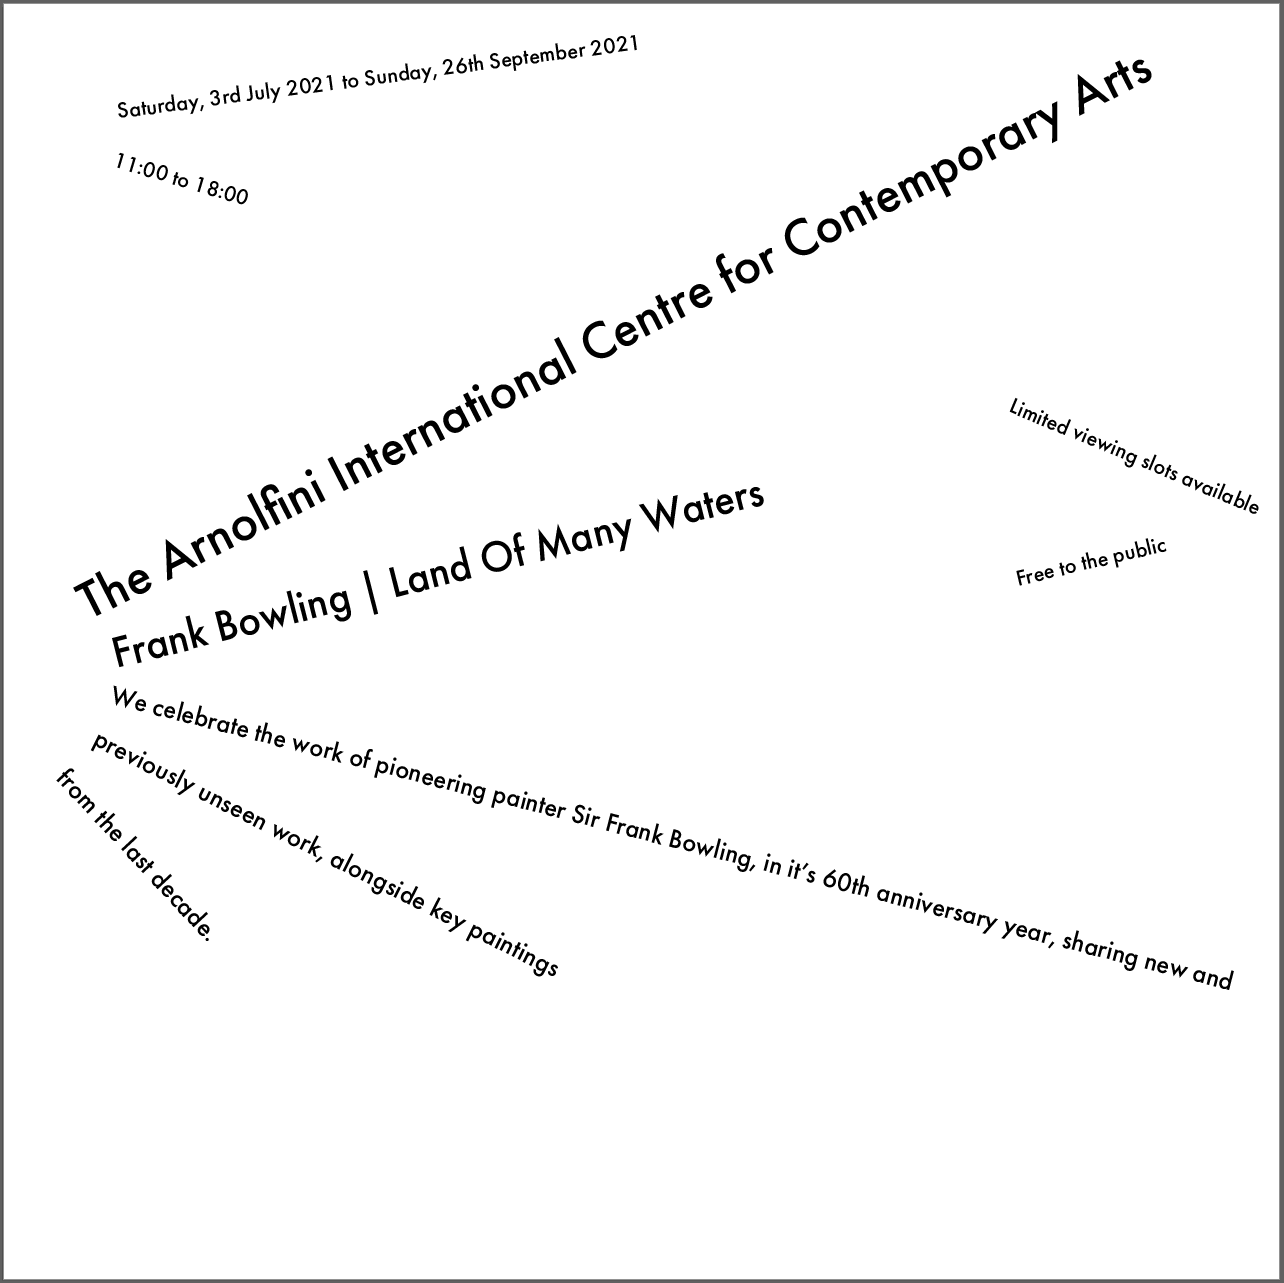 Saturday, 3rd July 2021 to Sunday, 26th September 2021
11:00 to 18:00
The Arnolfini International Centre for Contemporary Arts
Limited viewing slots available
Free to the public
Frank Bowling | Land Of Many Waters
We celebrate the work of pioneering painter Sir Frank Bowling, in it’s 60th anniversary year, sharing new and
previously unseen work, alongside key paintings
from the last decade.